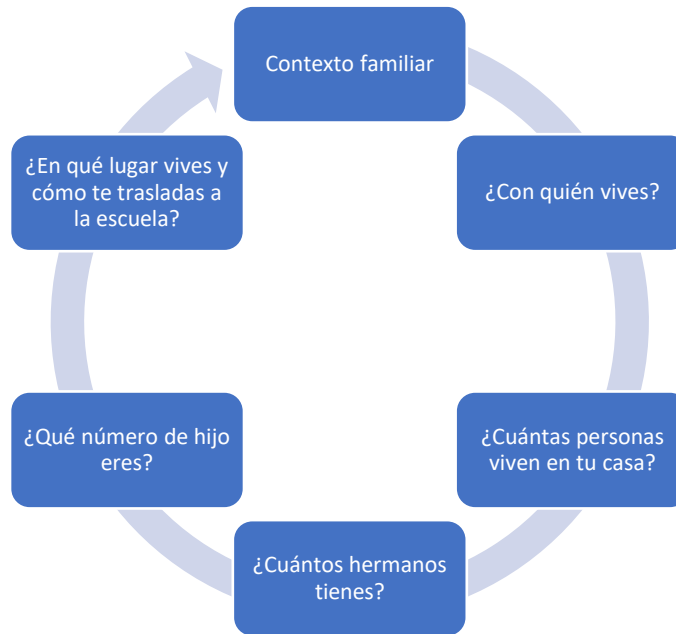 Contexto familiar
¿Con quién vives?
¿Cuántas personas
viven en tu casa?
¿Cuántos hermanos
tienes?
¿Qué número de hijo
eres?
¿En qué lugar vives y
cómo te trasladas a
la escuela?